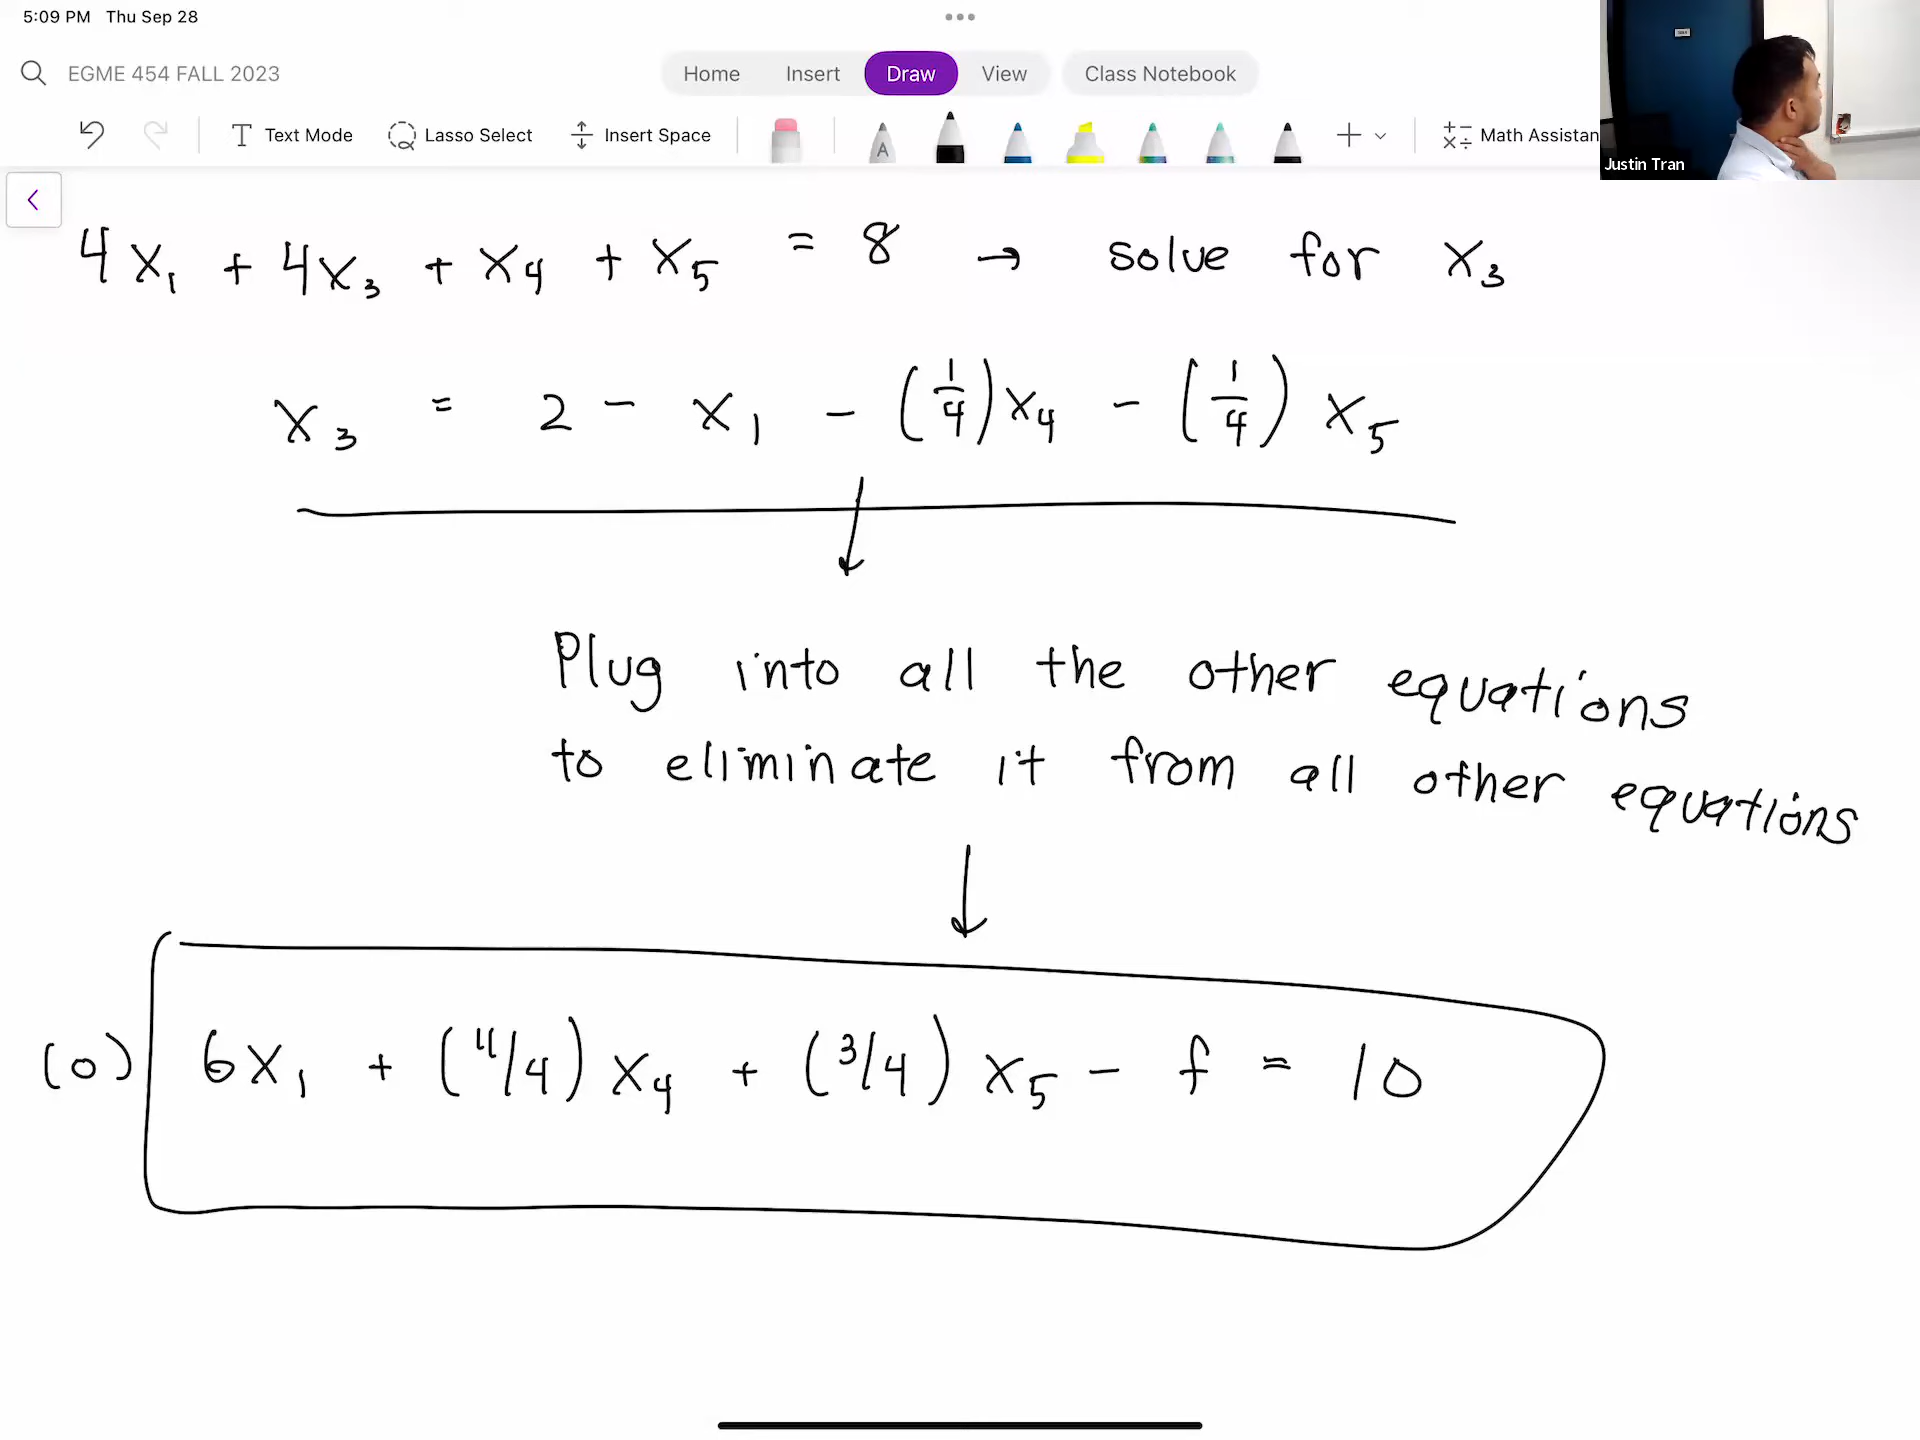 5:09 PM Thu Sep 28
EGME 454 FALL 2023
Home Insert Draw View Class Notebook
Text Mode Lasso Select Insert Space A Math Assistan
Justin Tran
4x₁ + 4x₃ + x₄ + x₅ = 8 → solve for x₃
x₃ = 2 - x₁ - (1/4)x₄ - (1/4) x₅
Plug into all the other equations
to eliminate it from all other equations
(0) 6x₁ + (11/4) x₄ + (3/4) x₅ - f = 10